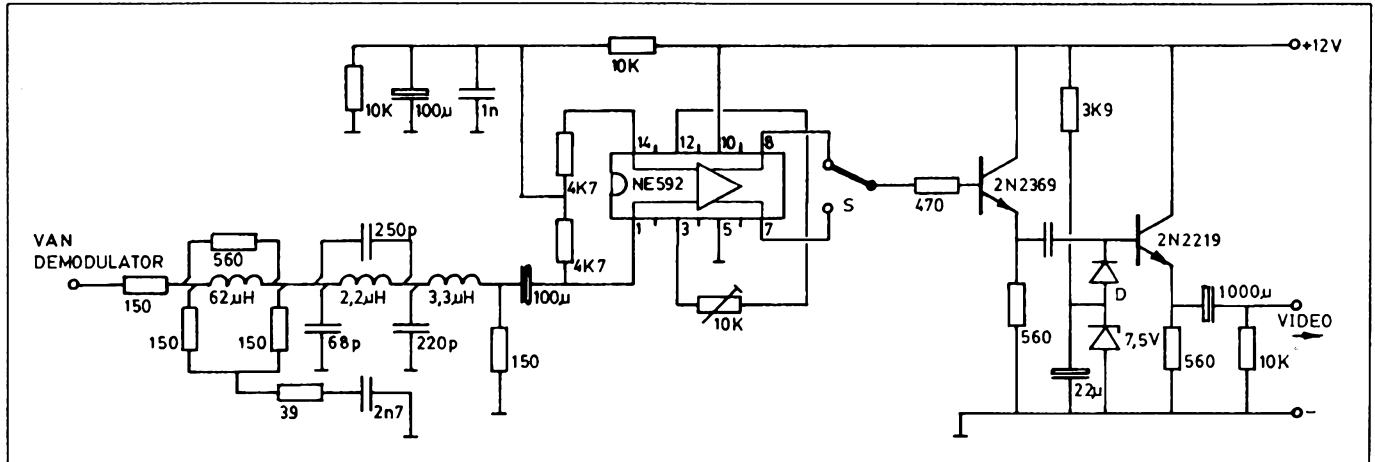 +12V
10K
10K
100µ
1n
3K9
14
12
10
8
4K7
NE592
2N2369
470
S
4K7
1
3
5
7
2N2219
250p
VAN
DEMODULATOR
560
150
62µH
2,2µH
3,3µH
100µ
10K
D
1000µ
VIDEO
150
150
68p
220p
150
560
7,5V
560
10K
22µ
39
2n7
-